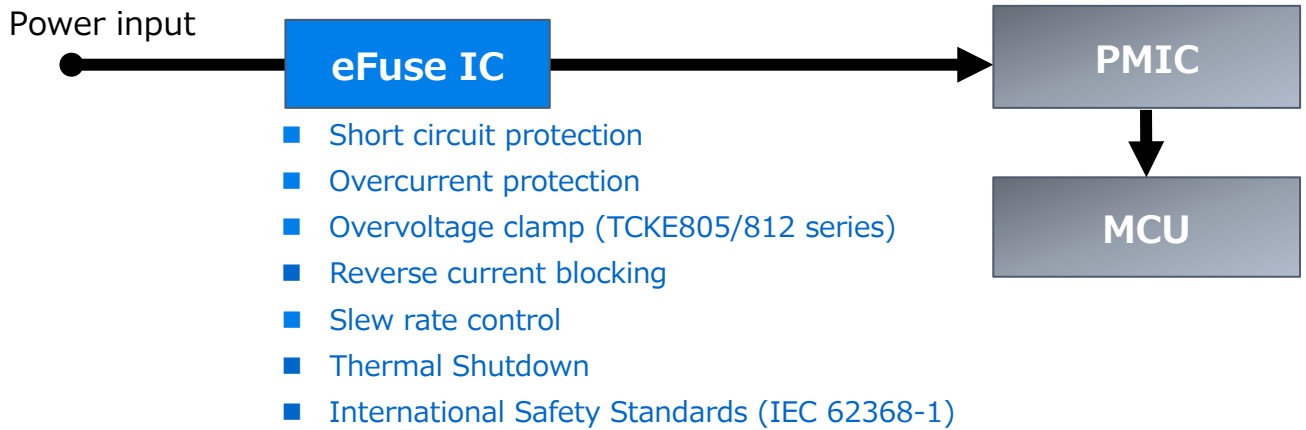 Power input
eFuse IC
PMIC
Short circuit protection
Overcurrent protection
Overvoltage clamp (TCKE805/812 series)
MCU
Reverse current blocking
Slew rate control
Thermal Shutdown
International Safety Standards (IEC 62368-1)